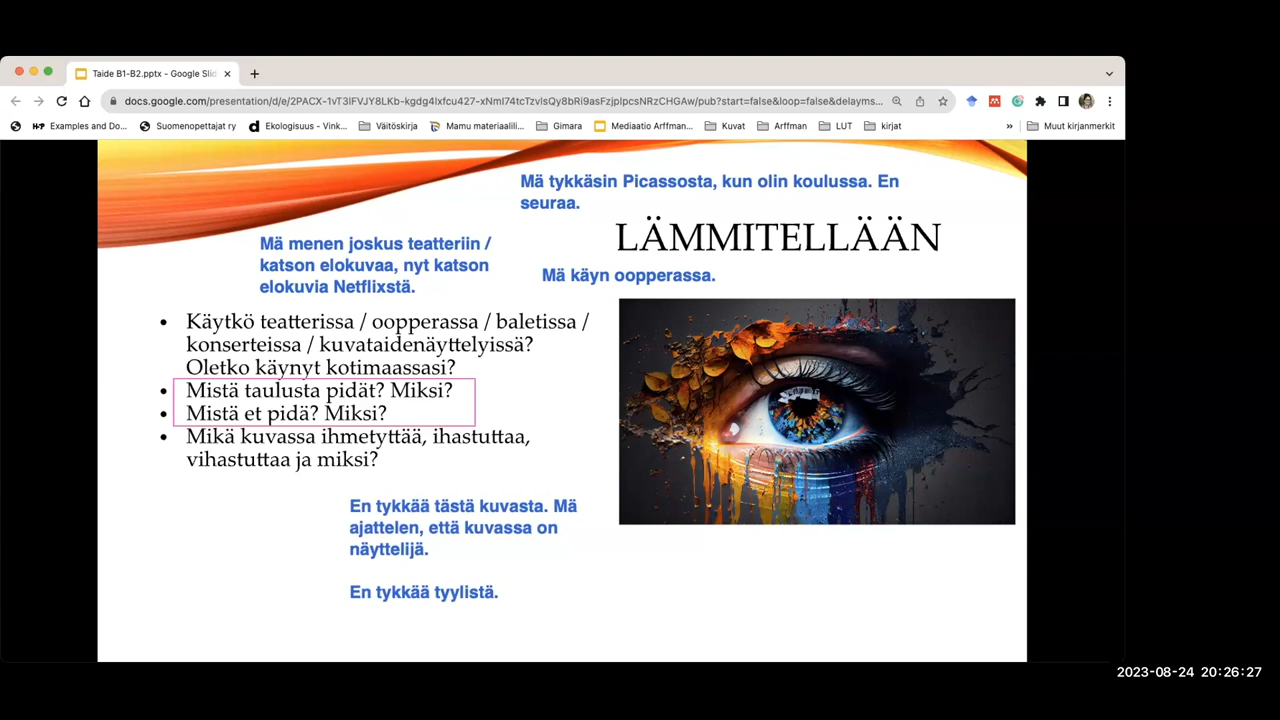 Taide B1-B2.pptx - Google Slid
docs.google.com/presentation/d/e/2PACX-1vT3lFVJY8LKb-kgdg4lxfcu427-xNml74tcTzvlsQy8bRi9asFzjplpcsNRzCHGAw/pub?start=false&loop=false&delayms...
Examples and Do... Suomenopettajat ry Ekologisuus - Vink... Väitöskirja Mamu materiaalili... Gimara Mediaatio Arffman... Kuvat Arffman LUT kirjat » Muut kirjanmerkit
Mä tykkäsin Picassosta, kun olin koulussa. En
seuraa.
LÄMMITELLÄÄN
Mä menen joskus teatteriin /
katson elokuvaa, nyt katson
elokuvia Netflixstä.
Mä käyn oopperassa.
• Käytkö teatterissa / oopperassa / baletissa /
konserteissa / kuvataidenäyttelyissä?
Oletko käynyt kotimaassasi?
• Mistä taulusta pidät? Miksi?
• Mistä et pidä? Miksi?
• Mikä kuvassa ihmetyttää, ihastuttaa,
vihastuttaa ja miksi?
En tykkää tästä kuvasta. Mä
ajattelen, että kuvassa on
näyttelijä.
En tykkää tyylistä.
2023-08-24 20:26:27